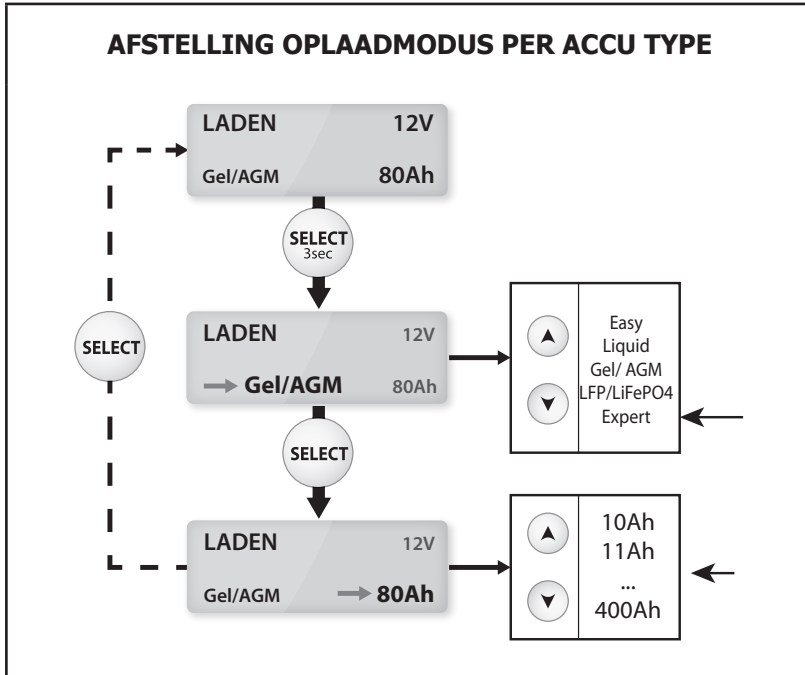 AFSTELLING OPLAADMODUS PER ACCU TYPE
LADEN 12V
Gel/AGM 80Ah
SELECT
3sec
LADEN 12V
Gel/AGM 80Ah
Easy
Liquid
Gel/ AGM
LFP/LiFePO4
Expert
SELECT
SELECT
LADEN 12V
Gel/AGM 80Ah
10Ah
11Ah
...
400Ah